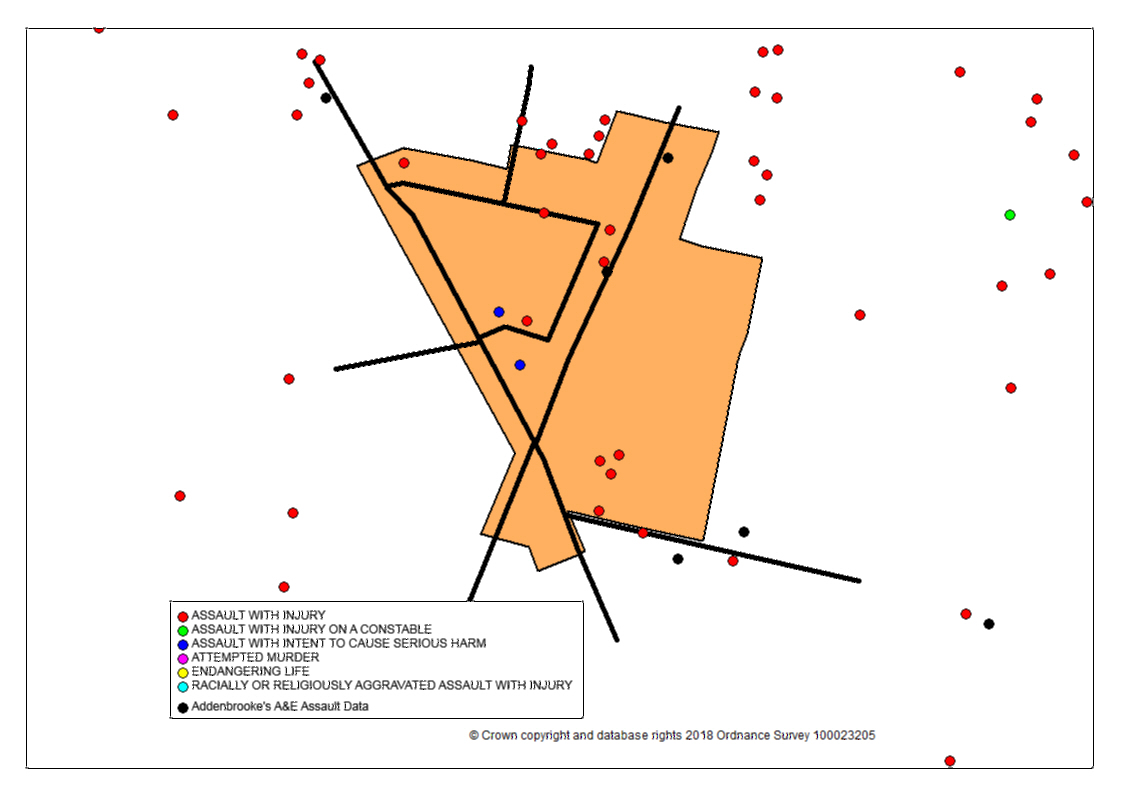 ASSAULT WITH INJURY
ASSAULT WITH INJURY ON A CONSTABLE
ASSAULT WITH INTENT TO CAUSE SERIOUS HARM
ATTEMPTED MURDER
ENDANGERING LIFE
RACIALLY OR RELIGIOUSLY AGGRAVATED ASSAULT WITH INJURY
Addenbrooke's A&E Assault Data
© Crown copyright and database rights 2018 Ordnance Survey 100023205